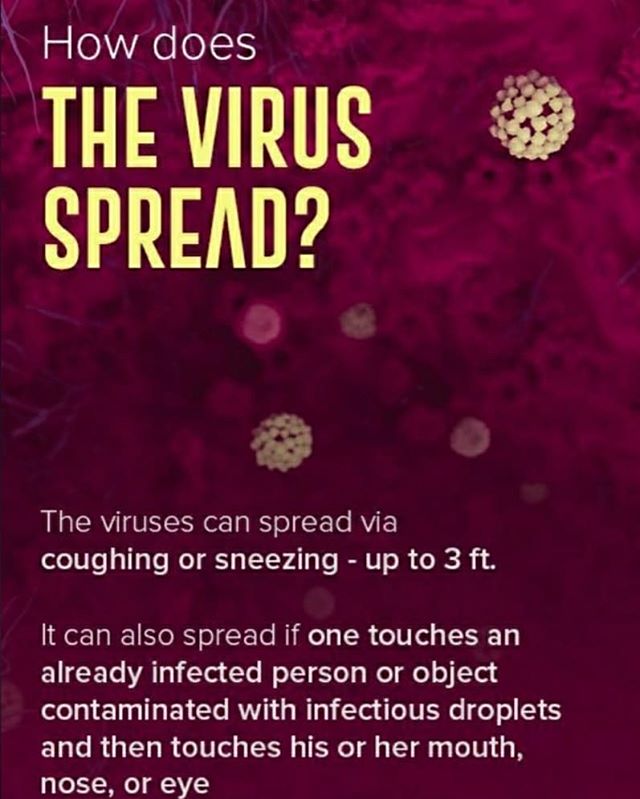 How does
THE VIRUS
SPREAD?
The viruses can spread via
coughing or sneezing - up to 3 ft.
It can also spread if one touches an
already infected person or object
contaminated with infectious droplets
and then touches his or her mouth,
nose, or eye